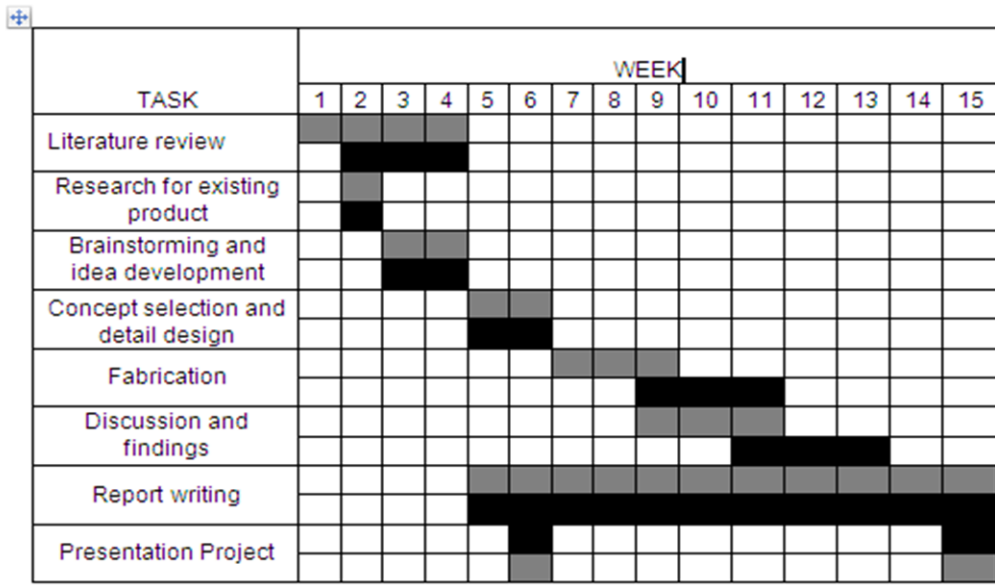 WEEK
TASK
1 2 3 4 5 6 7 8 9 10 11 12 13 14 15
Literature review
Research for existing
product
Brainstorming and
idea development
Concept selection and
detail design
Fabrication
Discussion and
findings
Report writing
Presentation Project